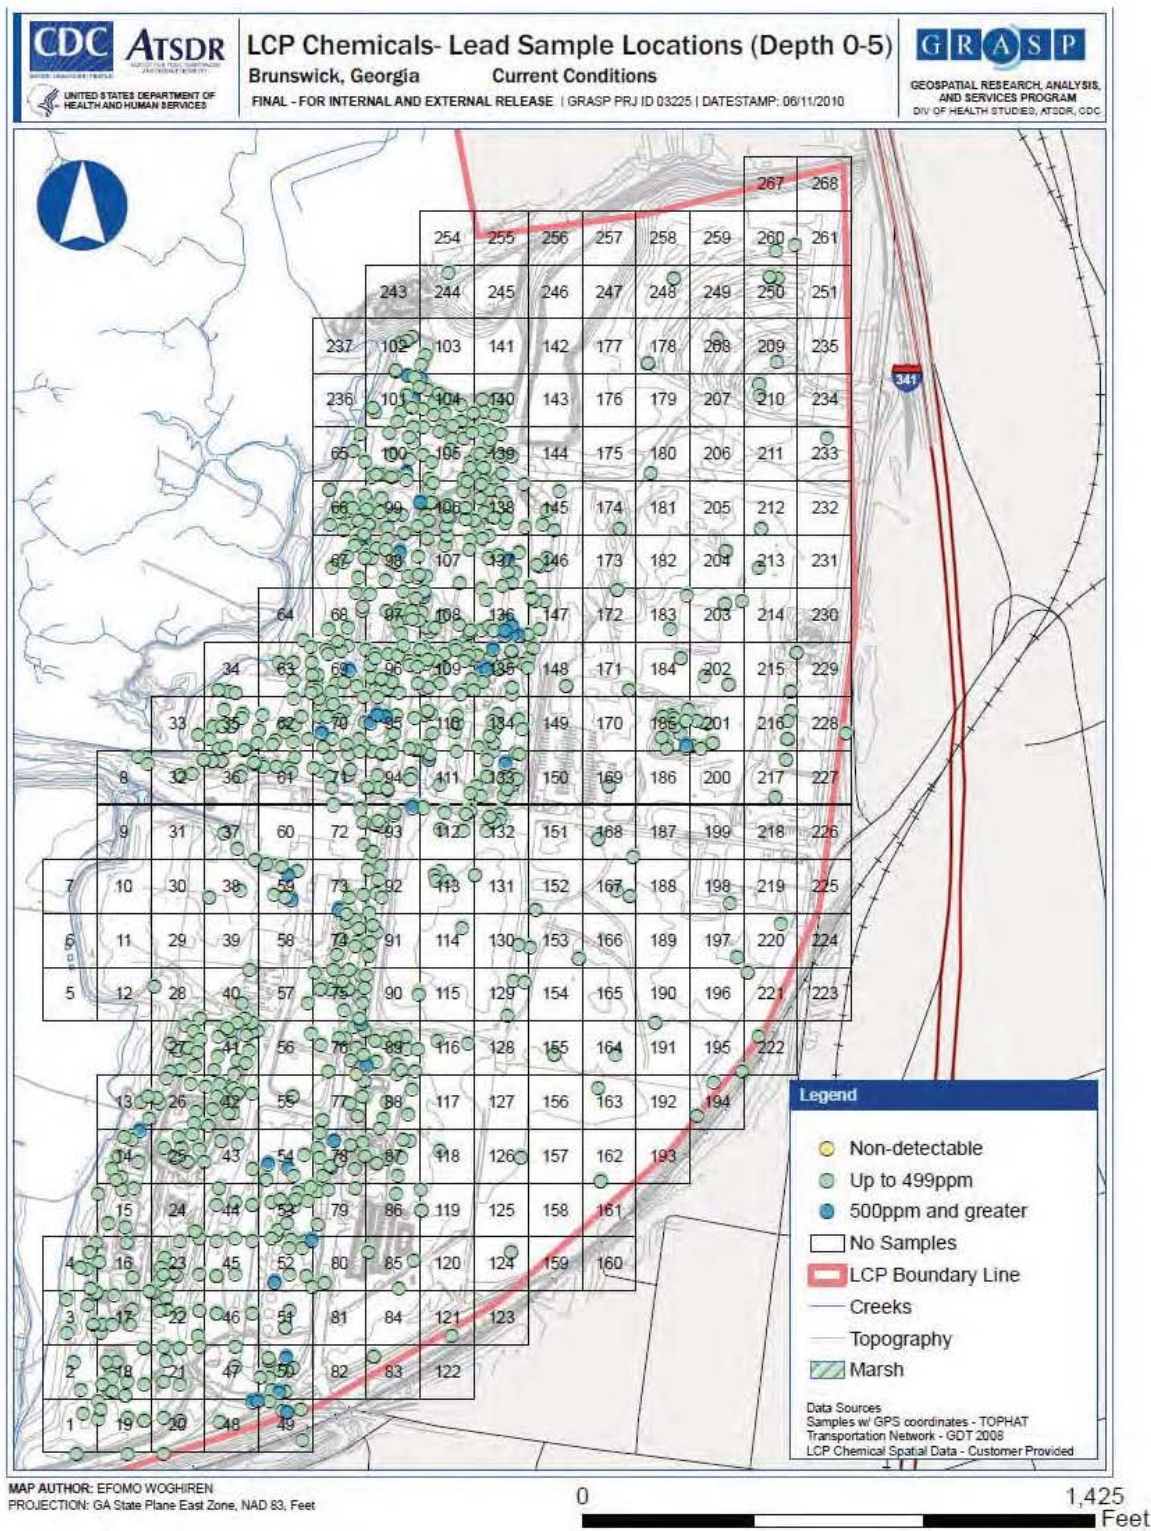 CDC
ATSDR
UNITED STATES DEPARTMENT OF
HEALTH AND HUMAN SERVICES
LCP Chemicals- Lead Sample Locations (Depth 0-5)
Brunswick, Georgia Current Conditions
FINAL - FOR INTERNAL AND EXTERNAL RELEASE | GRASP PRJ ID 03225 | DATESTAMP: 06/11/2010
GRASP
GEOSPATIAL RESEARCH, ANALYSIS,
AND SERVICES PROGRAM
DIV OF HEALTH STUDIES, ATSDR, CDC
267 268
254 255 256 257 258 259 260 261
243 244 245 246 247 248 249 250 251
237 102 103 141 142 177 178 208 209 235
236 101 104 140 143 176 179 207 210 234
341
65 100 105 139 144 175 180 206 211 233
66 99 106 138 145 174 181 205 212 232
67 98 107 137 146 173 182 204 213 231
64 68 97 108 136 147 172 183 203 214 230
34 63 69 96 109 135 148 171 184 202 215 229
33 35 62 70 95 110 134 149 170 185 201 216 228
8 32 36 61 71 94 111 133 150 169 186 200 217 227
9 31 37 60 72 93 112 132 151 168 187 199 218 226
7 10 30 38 59 73 92 113 131 152 167 188 198 219 225
6 11 29 39 58 74 91 114 130 153 166 189 197 220 224
5 12 28 40 57 75 90 115 129 154 165 190 196 221 223
27 41 56 76 89 116 128 155 164 191 195 222
13 26 42 55 77 88 117 127 156 163 192 194
14 25 43 54 78 87 118 126 157 162 193
15 24 44 53 79 86 119 125 158 161
4 16 23 45 52 80 85 120 124 159 160
3 17 22 46 51 81 84 121 123
2 18 21 47 50 82 83 122
1 19 20 48 49
Legend
Non-detectable
Up to 499ppm
500ppm and greater
No Samples
LCP Boundary Line
Creeks
Topography
Marsh
Data Sources
Samples w/ GPS coordinates - TOPHAT
Transportation Network - GDT 2008
LCP Chemical Spatial Data - Customer Provided
MAP AUTHOR: EFOMO WOGHIREN
PROJECTION: GA State Plane East Zone, NAD 83, Feet
0 1,425
Feet